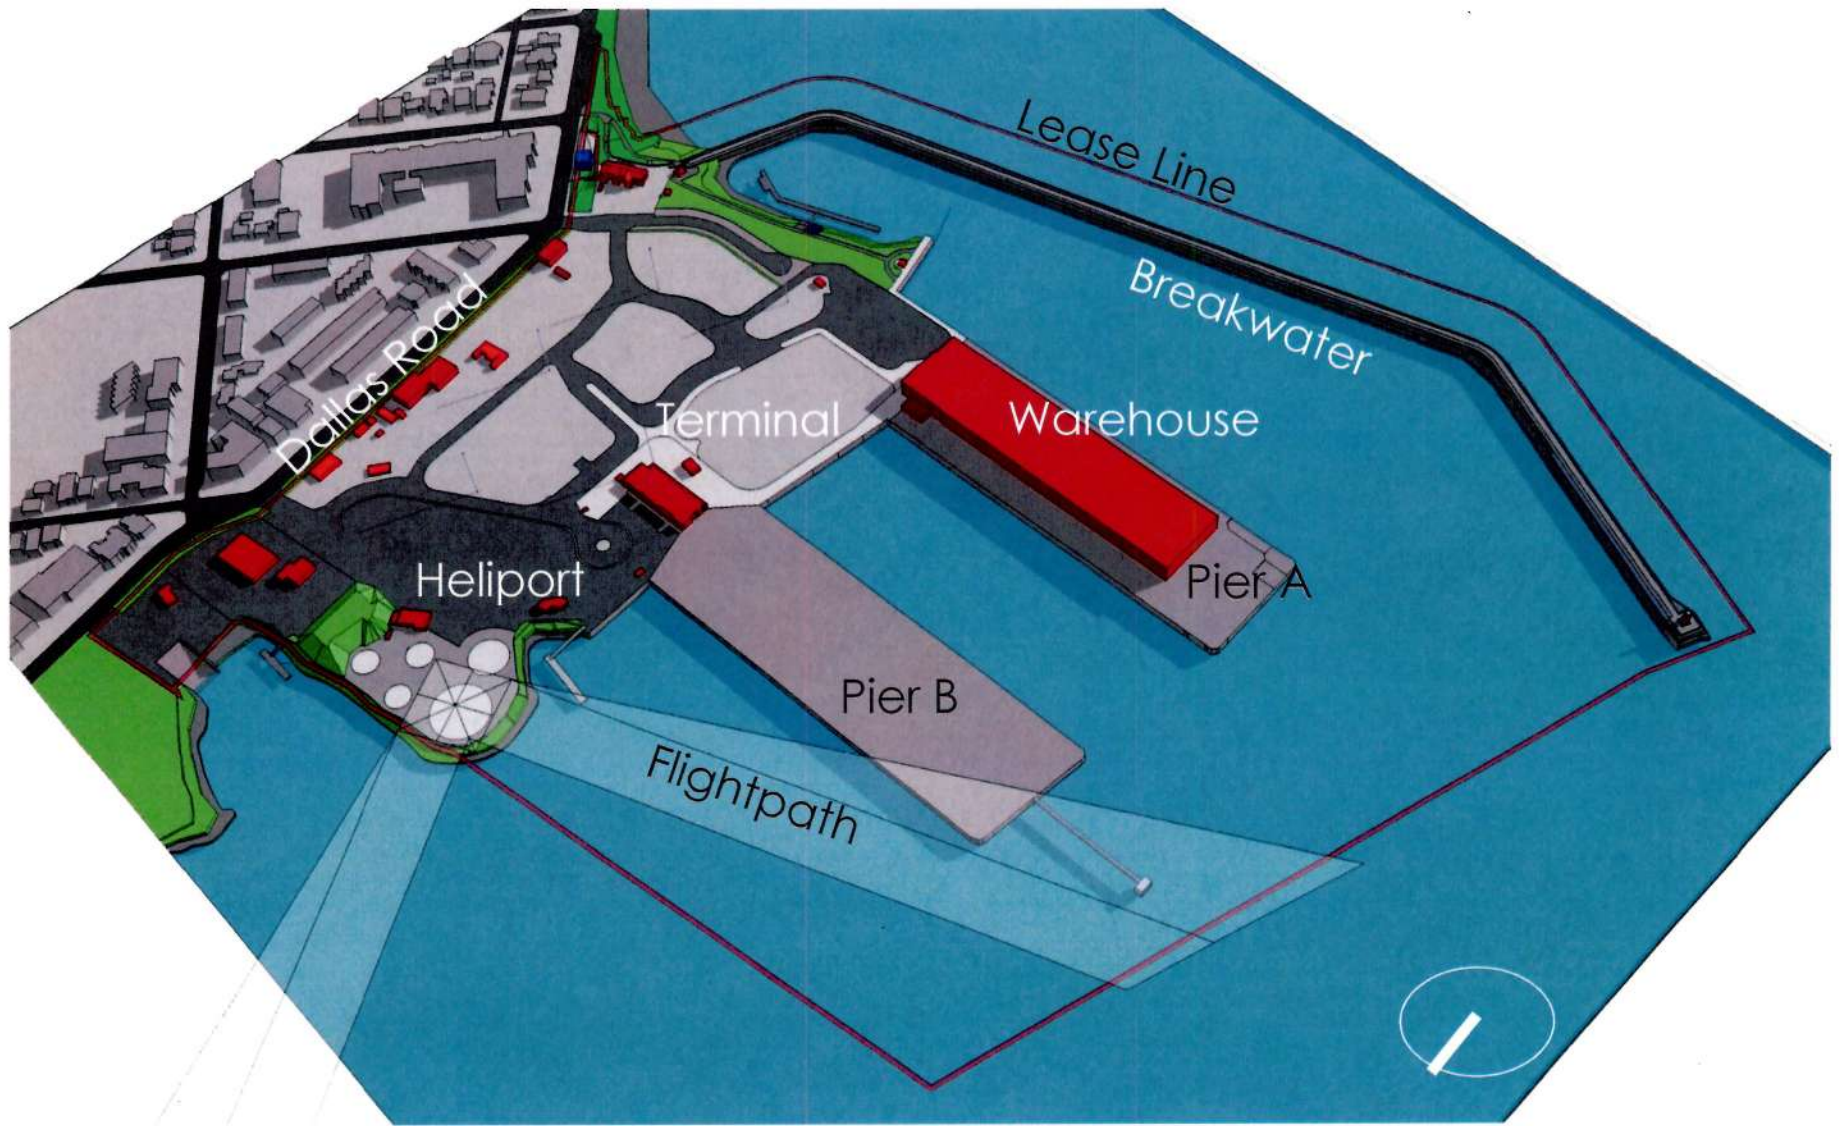 Lease Line
Breakwater
Dallas Road
Terminal
Warehouse
Heliport
Pier A
Pier B
Flightpath